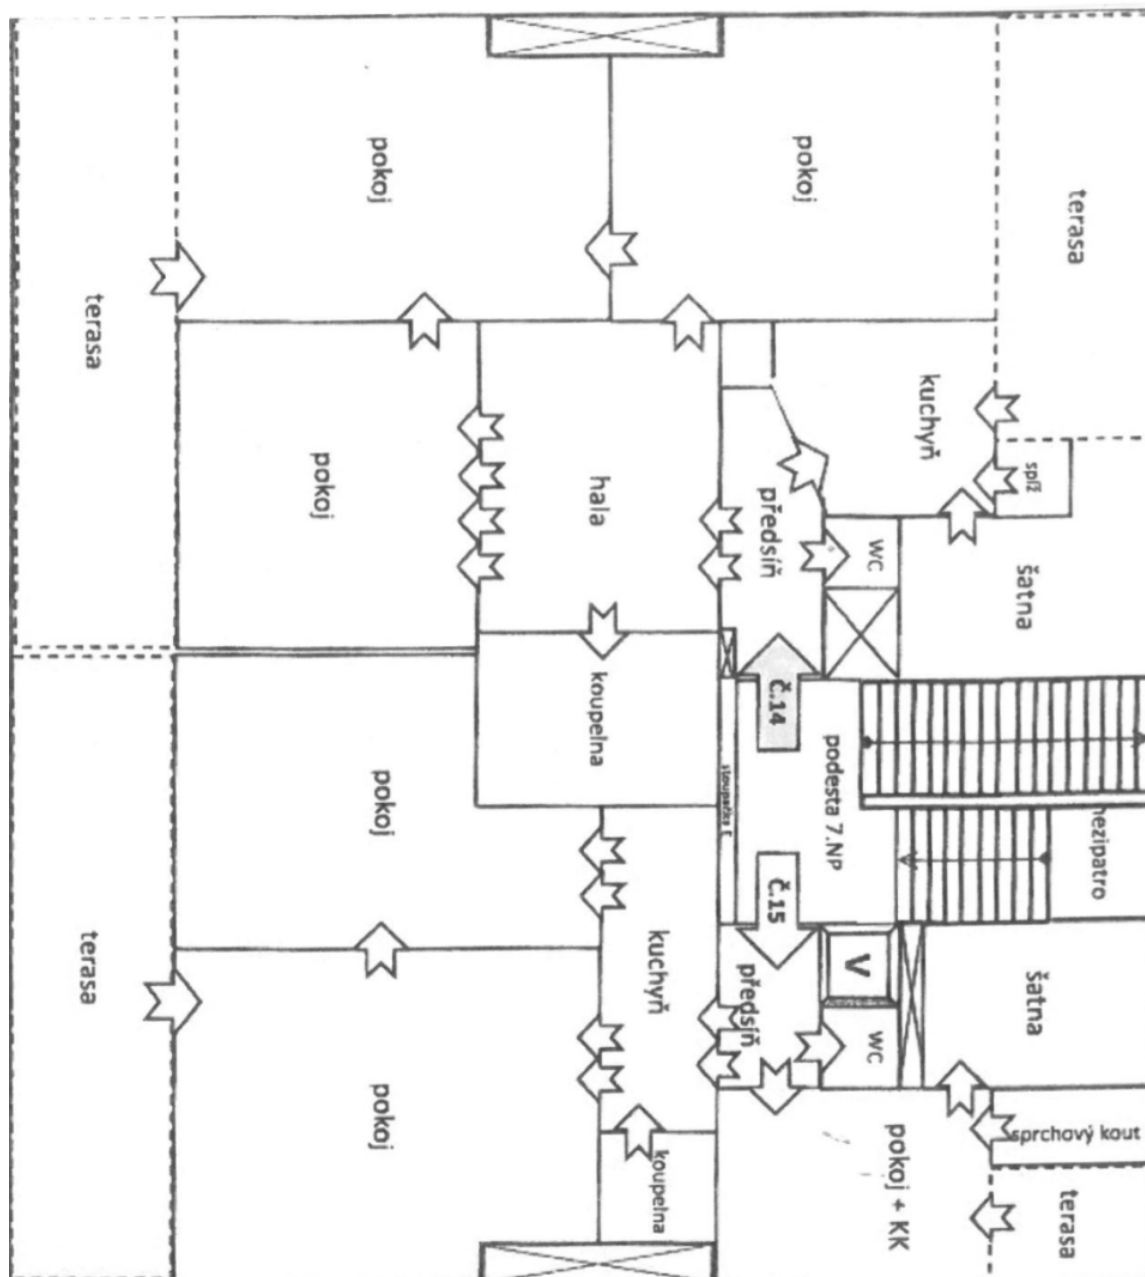 terasa
mezipatro
sprchový kout
terasa
spíž
šatna
šatna
kuchyň
pokoj + KK
WC
WC
V
podesta 7.NP
pokoj
předsíň
Č.14
Č.15
předsíň
kuchyň
koupelna
hala
koupelna
pokoj
pokoj
pokoj
pokoj
terasa
terasa